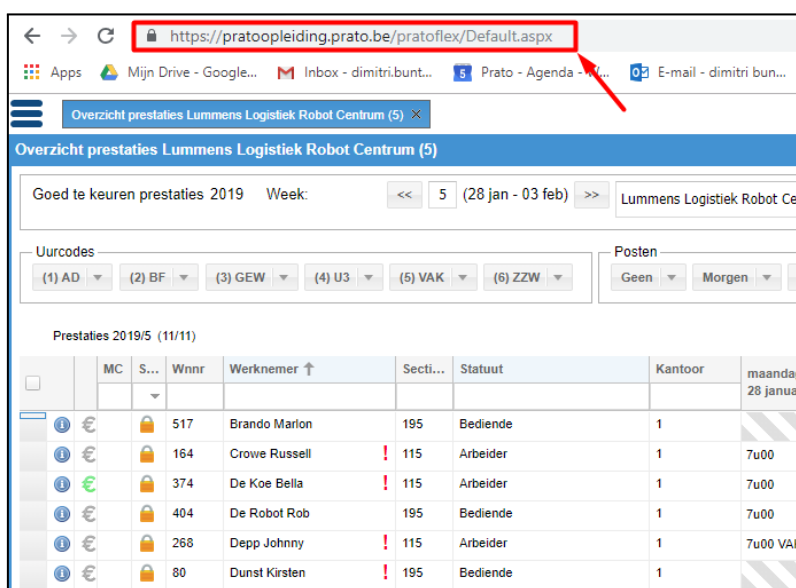 https://pratoopleiding.prato.be/pratoflex/Default.aspx
Apps Mijn Drive - Google... Inbox - dimitri.bunt... Prato - Agenda - E-mail - dimitri bun...
Overzicht prestaties Lummens Logistiek Robot Centrum (5) ×
Overzicht prestaties Lummens Logistiek Robot Centrum (5)
Goed te keuren prestaties 2019 Week: << 5 (28 jan - 03 feb) >> Lummens Logistiek Robot Ce
Uurcodes Posten
(1) AD (2) BF (3) GEW (4) U3 (5) VAK (6) ZZW Geen Morgen
Prestaties 2019/5 (11/11)
MC S... Wnnr Werknemer ↑ Secti... Statuut Kantoor maanda
28 janua
€ 517 Brando Marlon 195 Bediende 1
€ 164 Crowe Russell ! 115 Arbeider 1 7u00
€ 374 De Koe Bella ! 115 Arbeider 1 7u00
€ 404 De Robot Rob 195 Bediende 1 7u00
€ 268 Depp Johnny ! 115 Arbeider 1 7u00 VA
€ 80 Dunst Kirsten ! 195 Bediende 1